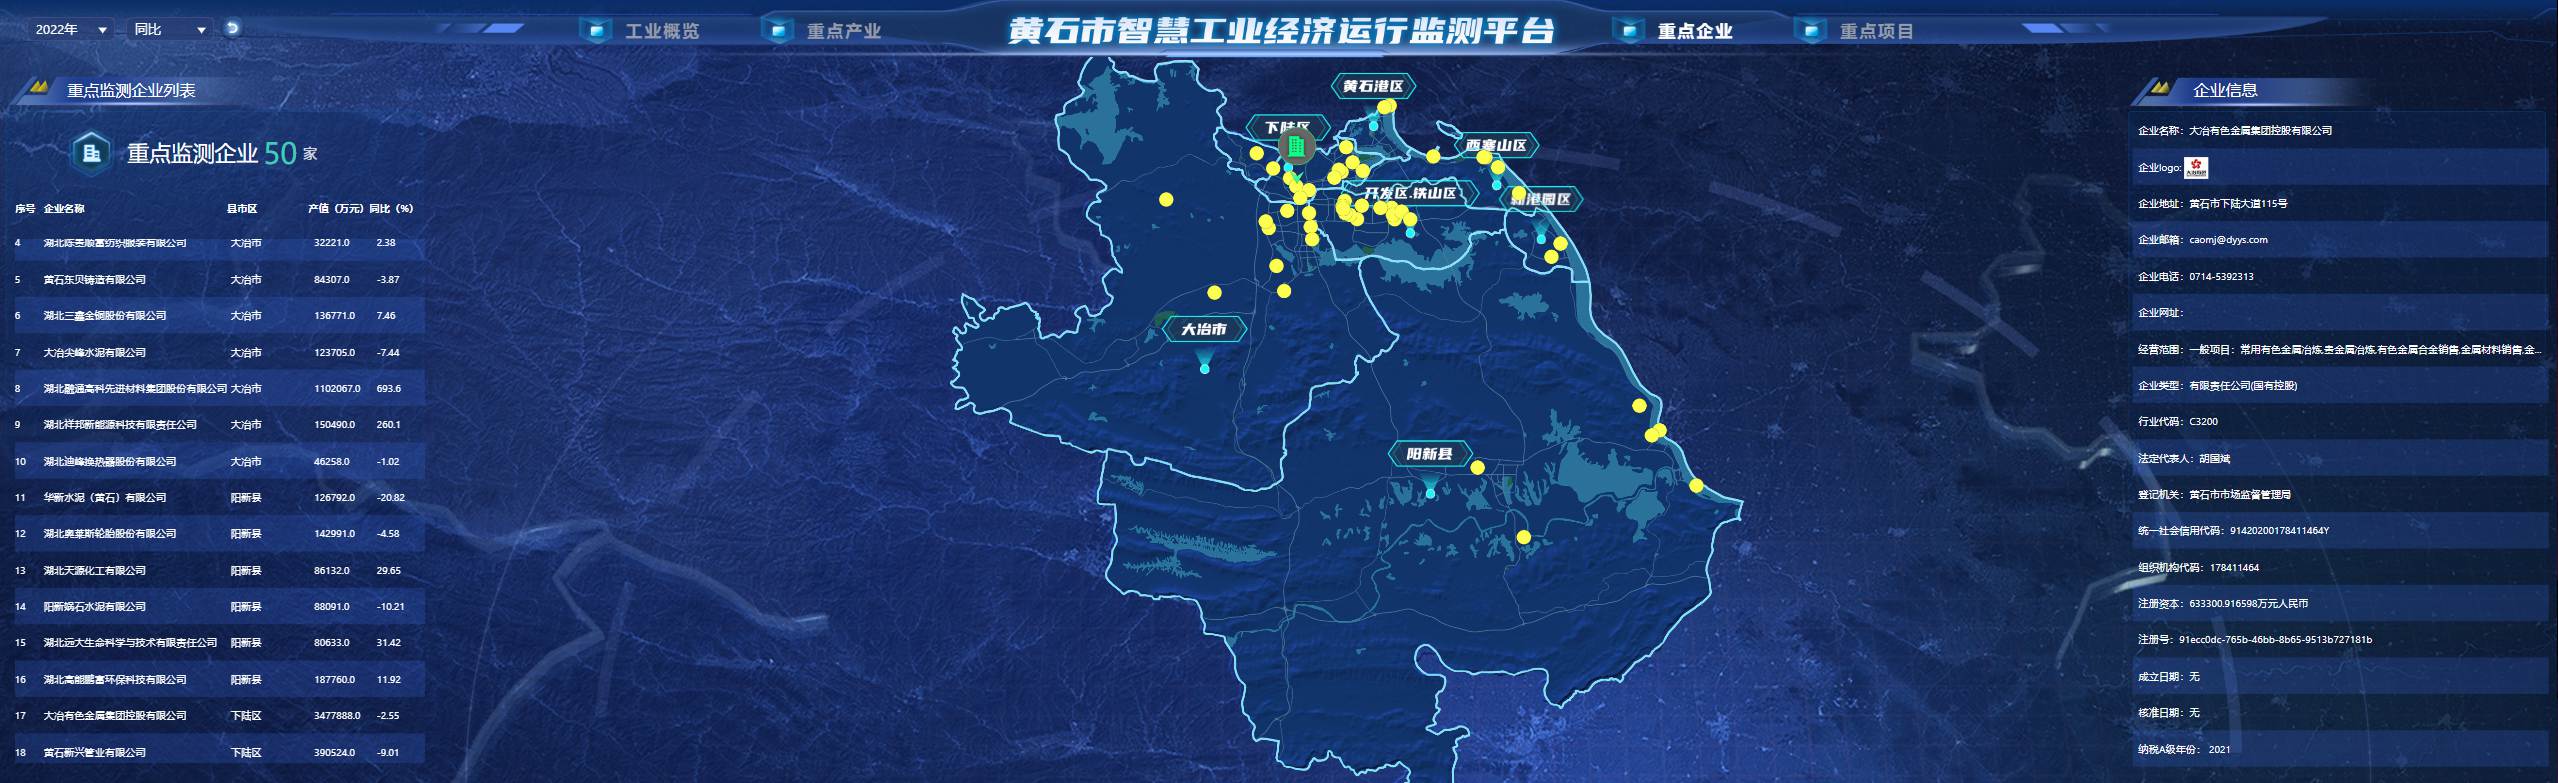 2022年 同比 工业概览 重点产业 黄石市智慧工业经济运行监测平台 重点企业 重点项目
重点监测企业列表
重点监测企业 50 家
序号 企业名称 县市区 产值（万元） 同比（%）
4 大冶市 32221.0 2.38
5 黄石东贝铸造有限公司 大冶市 84307.0 -3.87
6 湖北三鑫金铜股份有限公司 大冶市 136771.0 7.46
7 大冶尖峰水泥有限公司 大冶市 123705.0 -7.44
8 湖北融通高科先进材料集团股份有限公司 大冶市 1102067.0 693.6
9 湖北祥邦新能源科技有限责任公司 大冶市 150490.0 260.1
10 湖北迪峰换热器股份有限公司 大冶市 46258.0 -1.02
11 华新水泥（黄石）有限公司 阳新县 126792.0 -20.82
12 湖北奥莱斯轮胎股份有限公司 阳新县 142991.0 -4.58
13 湖北天源化工有限公司 阳新县 86132.0 29.65
14 阳新娲石水泥有限公司 阳新县 88091.0 -10.21
15 湖北远大生命科学与技术有限责任公司 阳新县 80633.0 31.42
16 湖北高能鹏富环保科技有限公司 阳新县 187760.0 11.92
17 大冶有色金属集团控股有限公司 下陆区 3477888.0 -2.55
18 黄石新兴管业有限公司 下陆区 390524.0 -9.01
黄石港区
下陆区
西塞山区
开发区.铁山区
新港园区
大冶市
阳新县
企业信息
企业名称：大冶有色金属集团控股有限公司
企业logo:
企业地址：黄石市下陆大道115号
企业邮箱：caomj@dyys.com
企业电话：0714-5392313
企业网址：
经营范围：一般项目：常用有色金属冶炼,贵金属冶炼,有色金属合金销售,金属材料销售,金...
企业类型：有限责任公司(国有控股)
行业代码：C3200
法定代表人：胡国斌
登记机关：黄石市市场监督管理局
统一社会信用代码：91420200178411464Y
组织机构代码：178411464
注册资本：633300.916598万元人民币
注册号：91ecc0dc-765b-46bb-8b65-9513b727181b
成立日期：无
核准日期：无
纳税A级年份： 2021